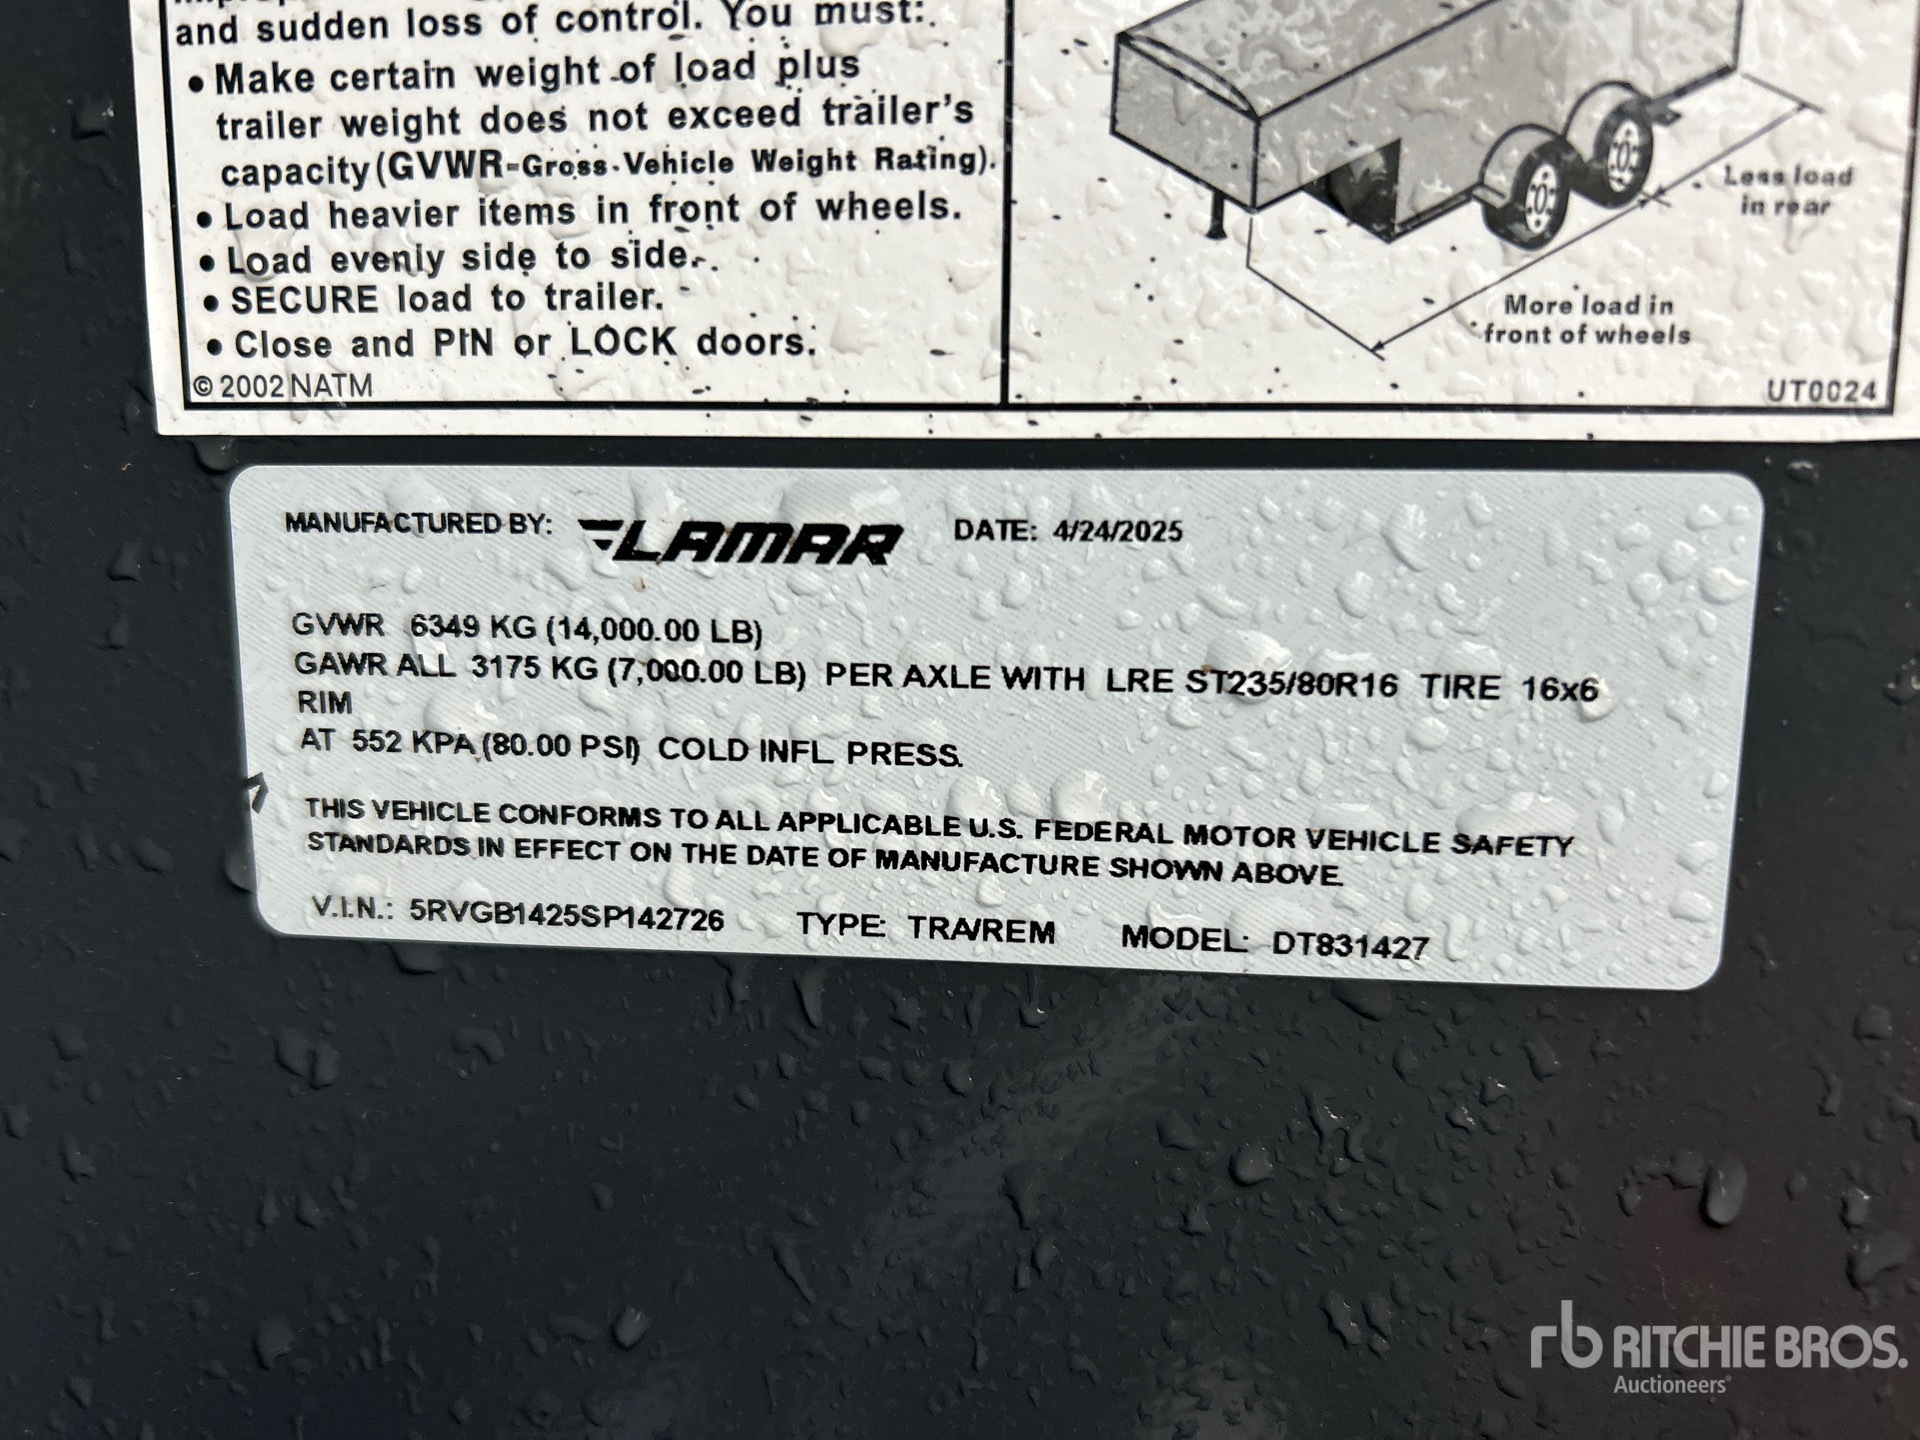 and sudden loss of control. You must:
• Make certain weight of load plus
trailer weight does not exceed trailer's
capacity (GVWR-Gross Vehicle Weight Rating).
• Load heavier items in front of wheels.
• Load evenly side to side.
• SECURE load to trailer.
• Close and PIN or LOCK doors.
© 2002 NATM
Less load
in rear
More load in
front of wheels
UT0024
MANUFACTURED BY: LAMAR DATE: 4/24/2025
GVWR 6349 KG (14,000.00 LB)
GAWR ALL 3175 KG (7,000.00 LB) PER AXLE WITH LRE ST235/80R16 TIRE 16x6
RIM
AT 552 KPA (80.00 PSI) COLD INFL. PRESS.
THIS VEHICLE CONFORMS TO ALL APPLICABLE U.S. FEDERAL MOTOR VEHICLE SAFETY
STANDARDS IN EFFECT ON THE DATE OF MANUFACTURE SHOWN ABOVE.
V.I.N.: 5RVGB1425SP142726 TYPE: TRA/REM MODEL: DT831427
rb RITCHIE BROS.
Auctioneers